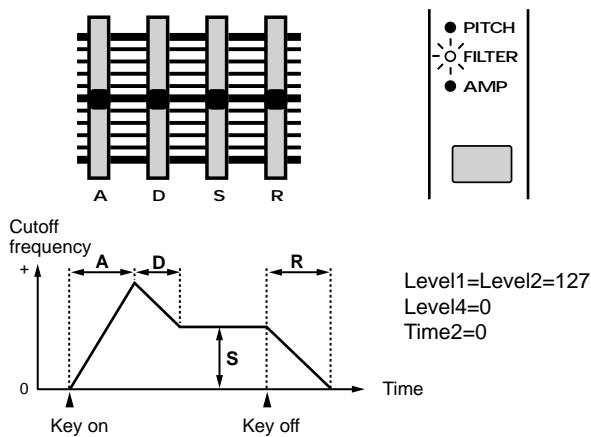 PITCH
FILTER
AMP
A D S R
Cutoff
frequency
+
A D R
Level1=Level2=127
Level4=0
Time2=0
S
0
Time
Key on Key off